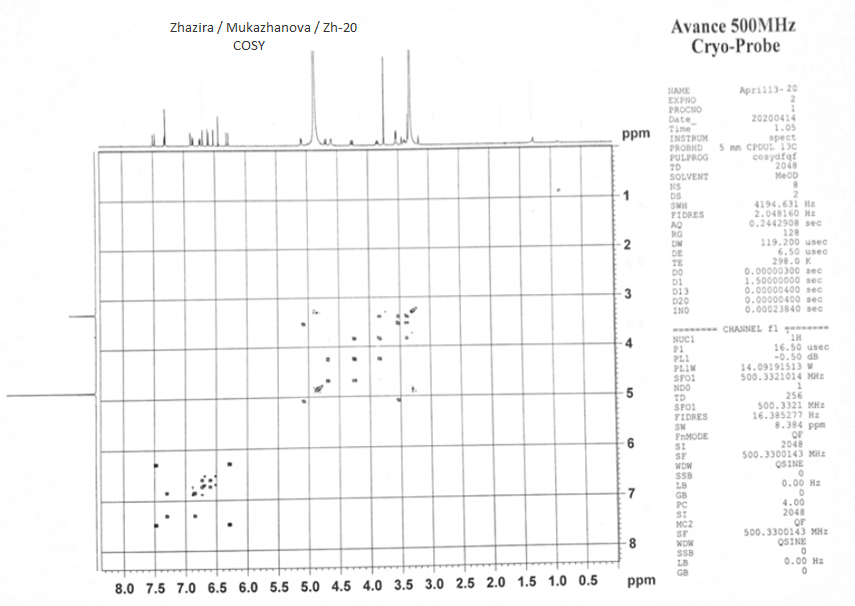 Zhazira / Mukazhanova / Zh-20
COSY
Avance 500MHz
Cryo-Probe
NAME April13-20
EXPNO 2
PROCNO 1
Date_ 20200414
Time 1.05
INSTRUM spect
PROBHD 5 mm CPDUL 13C
PULPROG cosydfqf
TD 2048
SOLVENT MeOD
NS 8
DS 2
SWH 4194.631 Hz
FIDRES 2.048160 Hz
AQ 0.2442908 sec
RG 128
DW 119.200 usec
DE 6.50 usec
TE 298.0 K
D0 0.00000300 sec
D1 1.50000000 sec
D13 0.00000400 sec
D20 0.00000400 sec
IN0 0.00023840 sec
======== CHANNEL f1 ========
NUC1 1H
P1 16.50 usec
PL1 -0.50 dB
PL1W 14.09191513 W
SFO1 500.3321014 MHz
ND0 1
TD 256
SFO1 500.3321 MHz
FIDRES 16.385277 Hz
SW 8.384 ppm
FnMODE QF
SI 2048
SF 500.3300143 MHz
WDW QSINE
SSB 0
LB 0.00 Hz
GB 0
PC 4.00
SI 2048
MC2 QF
SF 500.3300143 MHz
WDW QSINE
SSB 0
LB 0.00 Hz
GB 0
ppm
1
2
3
4
5
6
7
8
8.0 7.5 7.0 6.5 6.0 5.5 5.0 4.5 4.0 3.5 3.0 2.5 2.0 1.5 1.0 0.5 ppm